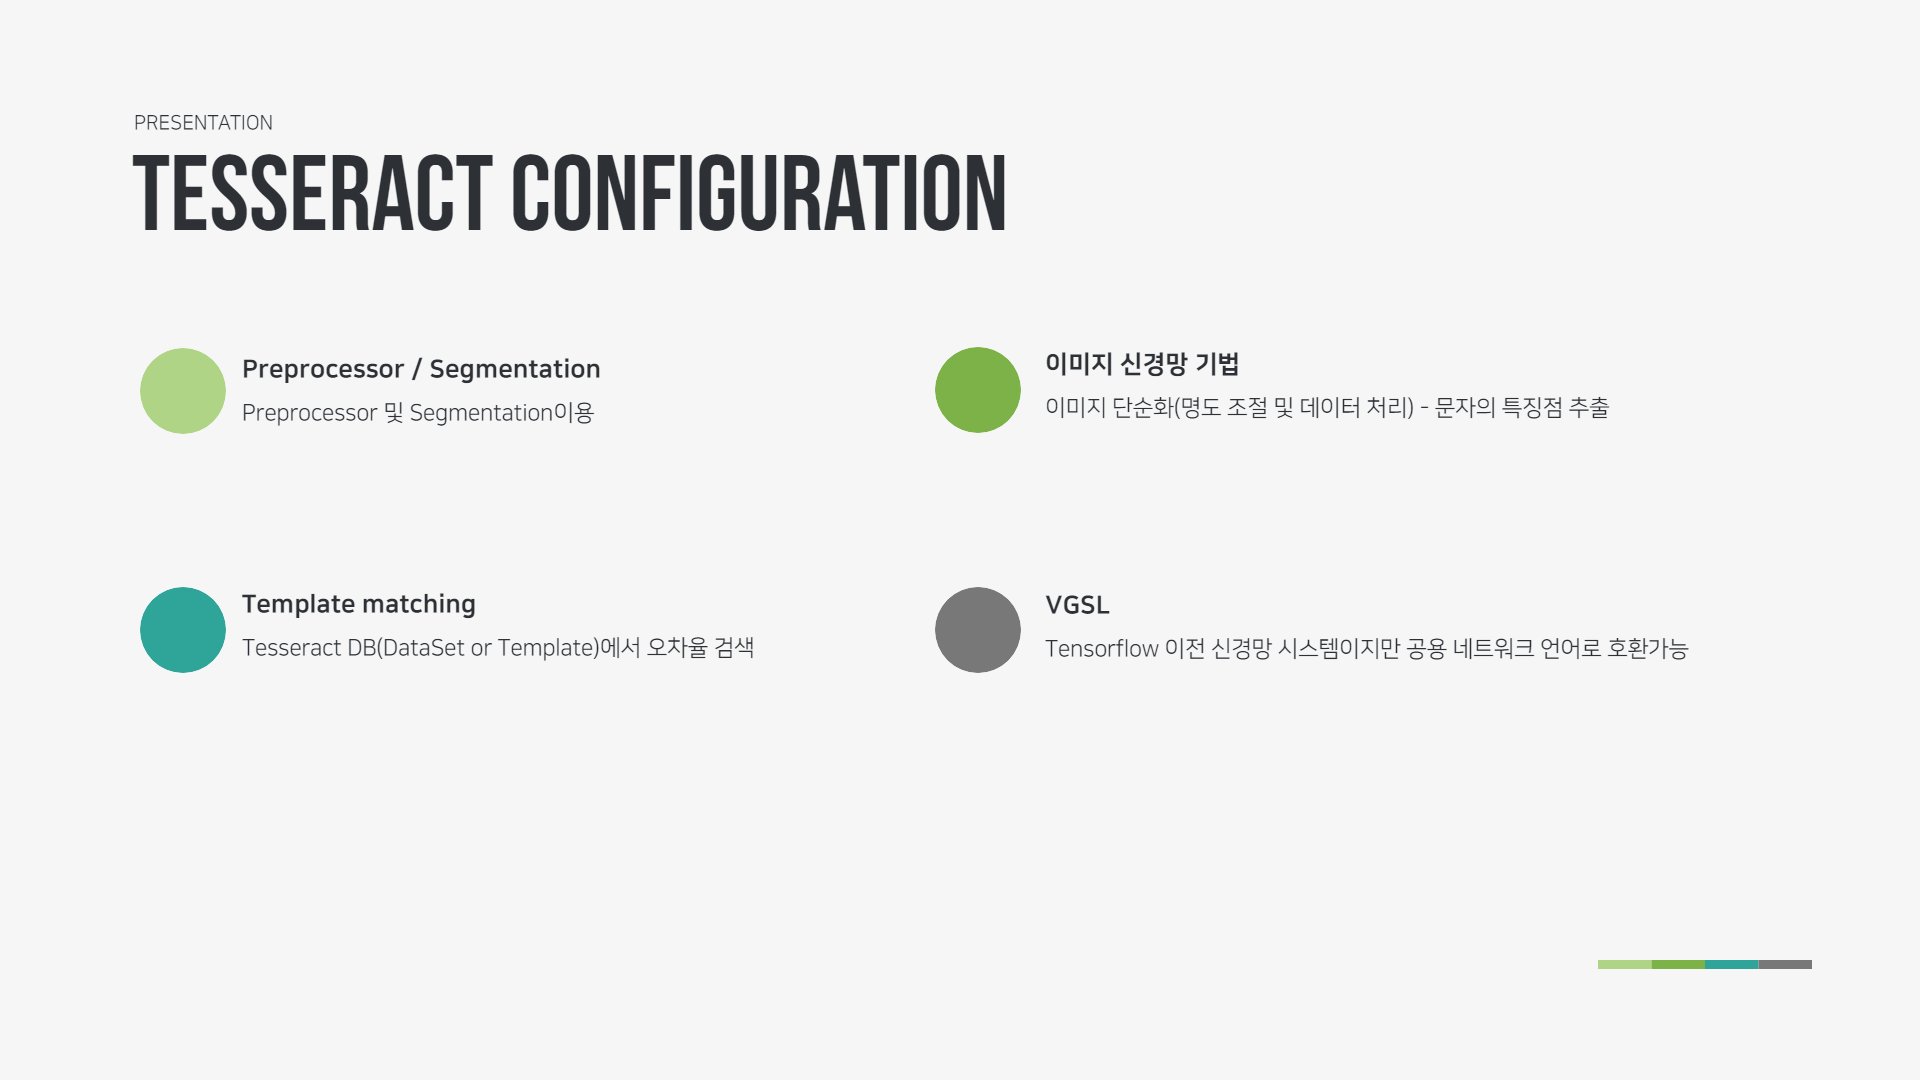 PRESENTATION
TESSERACT CONFIGURATION
Preprocessor / Segmentation
Preprocessor 및 Segmentation이용
이미지 신경망 기법
이미지 단순화(명도 조절 및 데이터 처리) - 문자의 특징점 추출
Template matching
Tesseract DB(DataSet or Template)에서 오차율 검색
VGSL
Tensorflow 이전 신경망 시스템이지만 공용 네트워크 언어로 호환가능